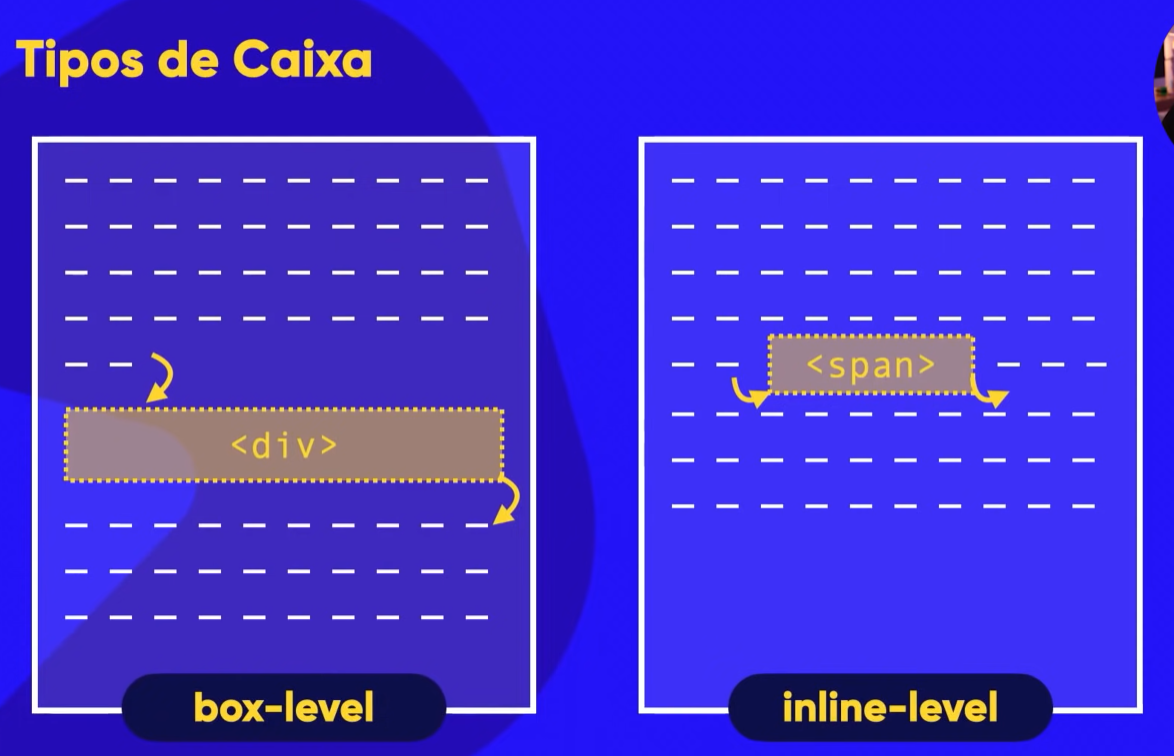 Tipos de Caixa
<div>
<span>
box-level
inline-level